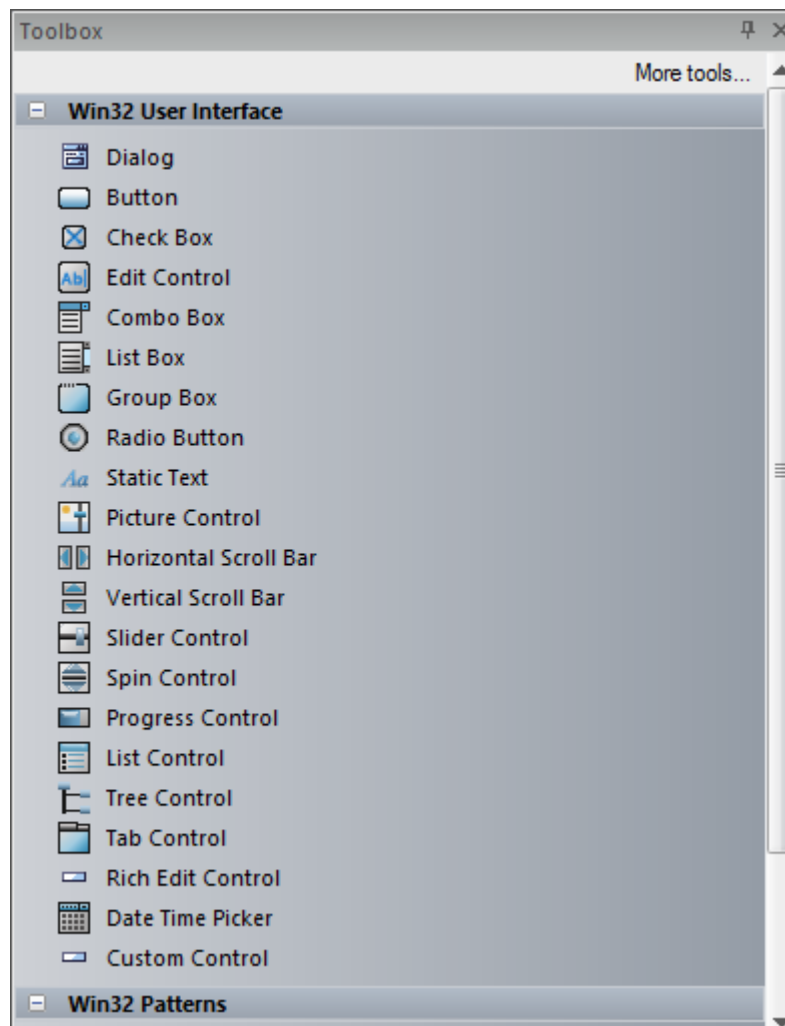 Toolbox
More tools...
Win32 User Interface
Dialog
Button
Check Box
Ab Edit Control
Combo Box
List Box
Group Box
Radio Button
Aa Static Text
Picture Control
Horizontal Scroll Bar
Vertical Scroll Bar
Slider Control
Spin Control
Progress Control
List Control
Tree Control
Tab Control
Rich Edit Control
Date Time Picker
Custom Control
Win32 Patterns